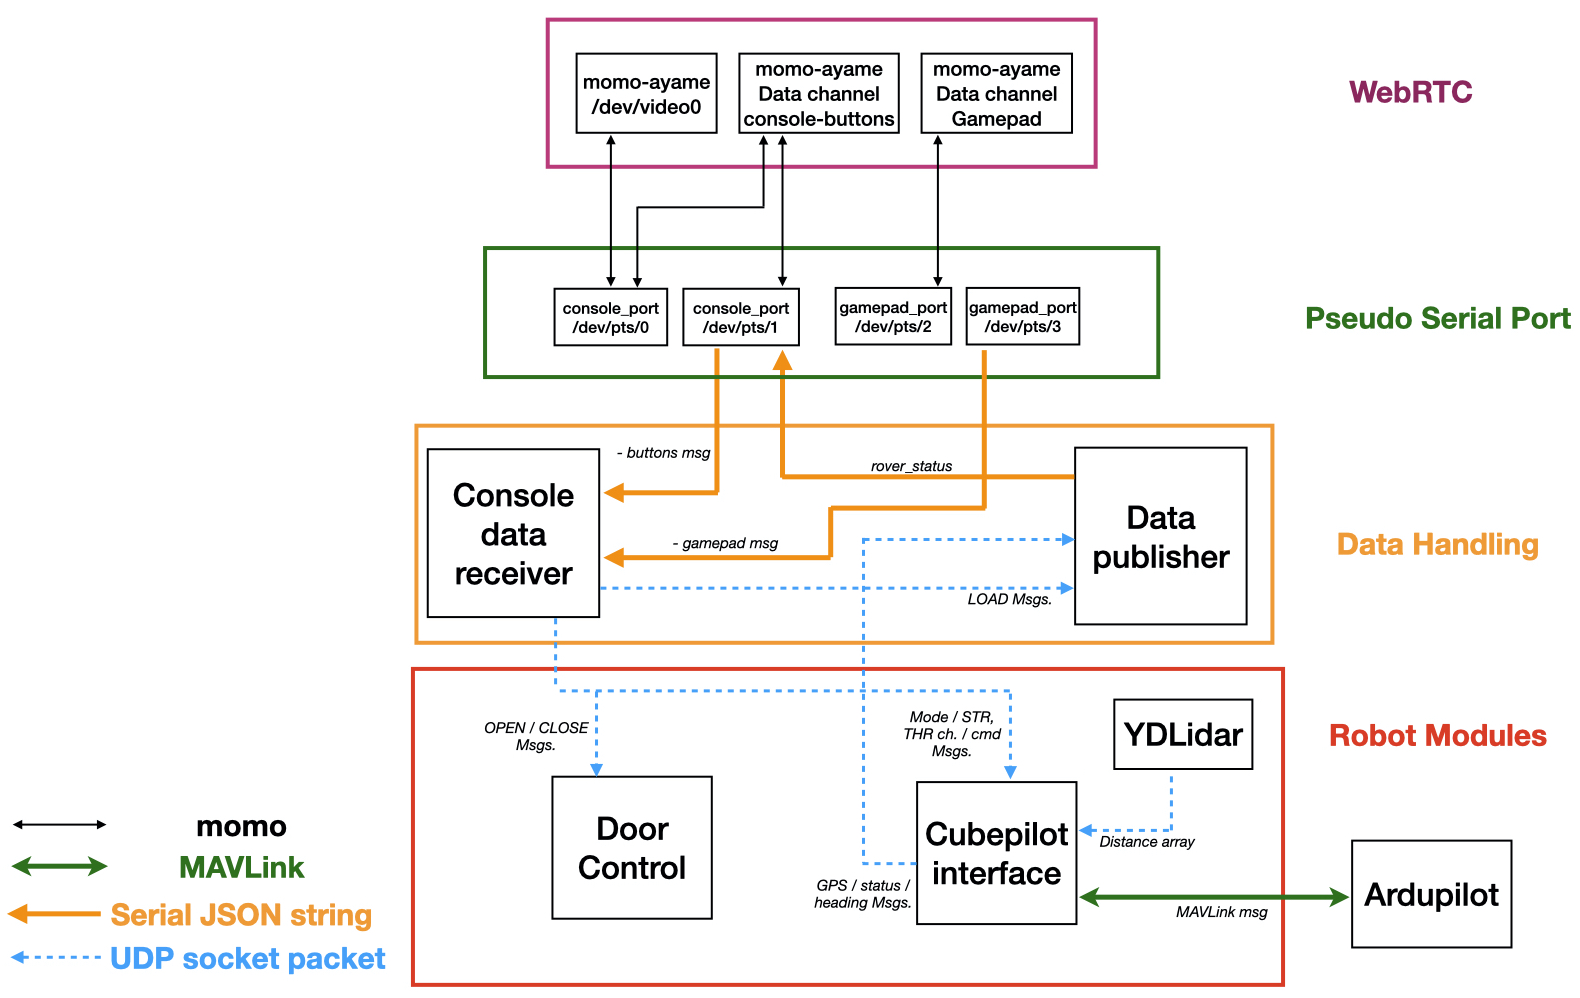 momo-ayame
/dev/video0
momo-ayame
Data channel
console-buttons
momo-ayame
Data channel
Gamepad
WebRTC
console_port
/dev/pts/0
console_port
/dev/pts/1
gamepad_port
/dev/pts/2
gamepad_port
/dev/pts/3
Pseudo Serial Port
- buttons msg
rover_status
Console
data
receiver
- gamepad msg
Data
publisher
LOAD Msgs.
Data Handling
OPEN / CLOSE
Msgs.
Mode / STR,
THR ch. / cmd
Msgs.
YDLidar
Robot Modules
Door
Control
Cubepilot
interface
Distance array
GPS / status /
heading Msgs.
MAVLink msg
Ardupilot
momo
MAVLink
Serial JSON string
UDP socket packet